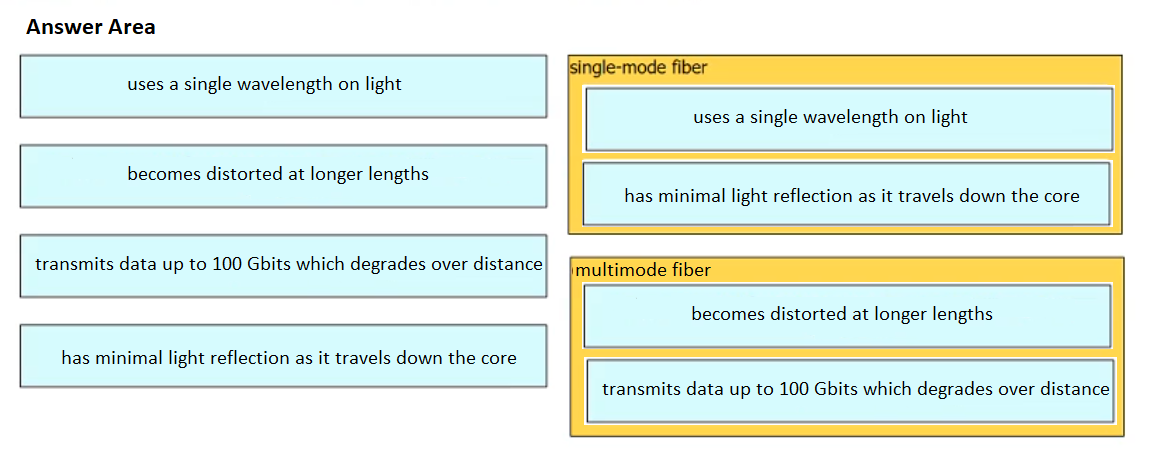 Answer Area
uses a single wavelength on light
becomes distorted at longer lengths
transmits data up to 100 Gbits which degrades over distance
has minimal light reflection as it travels down the core
single-mode fiber
uses a single wavelength on light
has minimal light reflection as it travels down the core
multimode fiber
becomes distorted at longer lengths
transmits data up to 100 Gbits which degrades over distance